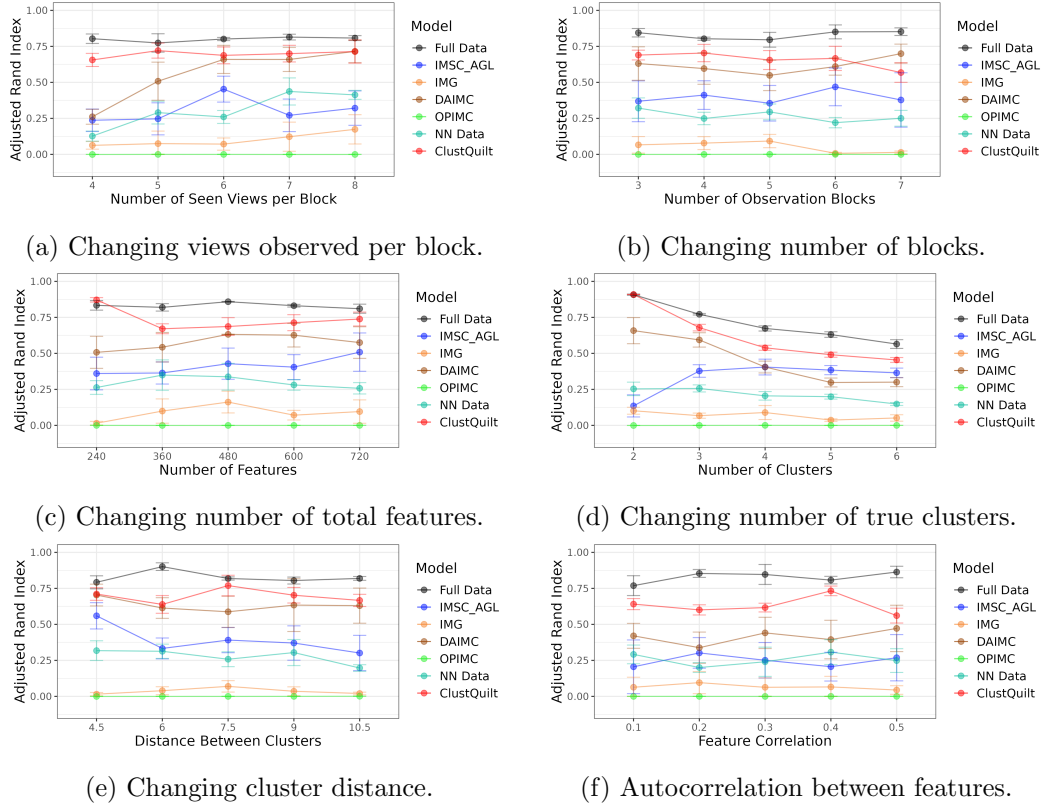 1.00
0.75
0.50
0.25
0.00
Adjusted Rand Index
4 5 6 7 8
Number of Seen Views per Block
Model
Full Data
IMSC_AGL
IMG
DAIMC
OPIMC
NN Data
ClustQuilt
(a) Changing views observed per block.
1.00
0.75
0.50
0.25
0.00
Adjusted Rand Index
3 4 5 6 7
Number of Observation Blocks
Model
Full Data
IMSC_AGL
IMG
DAIMC
OPIMC
NN Data
ClustQuilt
(b) Changing number of blocks.
1.00
0.75
0.50
0.25
0.00
Adjusted Rand Index
240 360 480 600 720
Number of Features
Model
Full Data
IMSC_AGL
IMG
DAIMC
OPIMC
NN Data
ClustQuilt
(c) Changing number of total features.
1.00
0.75
0.50
0.25
0.00
Adjusted Rand Index
2 3 4 5 6
Number of Clusters
Model
Full Data
IMSC_AGL
IMG
DAIMC
OPIMC
NN Data
ClustQuilt
(d) Changing number of true clusters.
1.00
0.75
0.50
0.25
0.00
Adjusted Rand Index
4.5 6 7.5 9 10.5
Distance Between Clusters
Model
Full Data
IMSC_AGL
IMG
DAIMC
OPIMC
NN Data
ClustQuilt
(e) Changing cluster distance.
1.00
0.75
0.50
0.25
0.00
Adjusted Rand Index
0.1 0.2 0.3 0.4 0.5
Feature Correlation
Model
Full Data
IMSC_AGL
IMG
DAIMC
OPIMC
NN Data
ClustQuilt
(f) Autocorrelation between features.